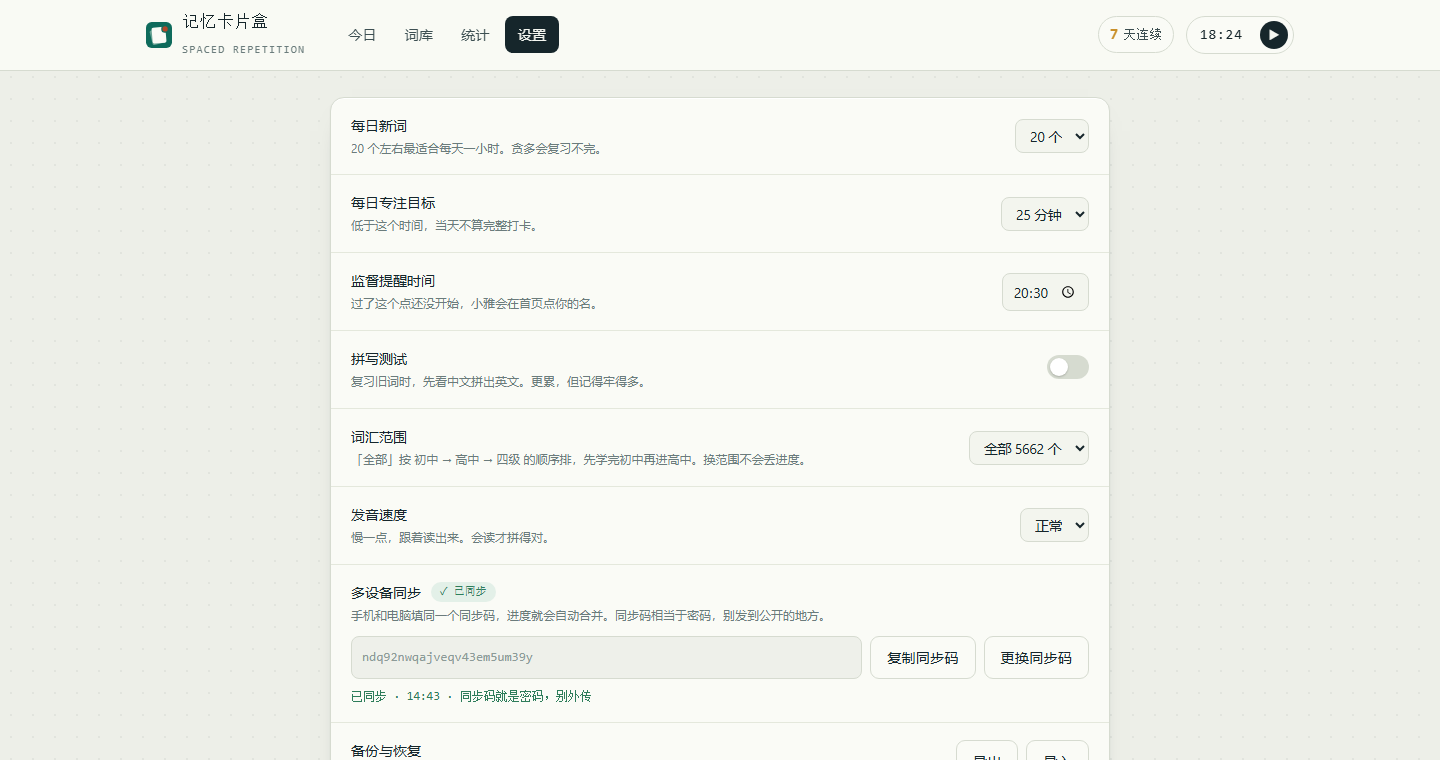 记忆卡片盒
SPACED REPETITION
今日 词库 统计 设置
7 天连续
18:24
每日新词
20 个左右最适合每天一小时。贪多会复习不完。
20 个
每日专注目标
低于这个时间，当天不算完整打卡。
25 分钟
监督提醒时间
过了这个点还没开始，小雅会在首页点你的名。
20:30
拼写测试
复习旧词时，先看中文拼出英文。更累，但记得牢得多。
词汇范围
「全部」按 初中 → 高中 → 四级 的顺序排，先学完初中再进高中。换范围不会丢进度。
全部 5662 个
发音速度
慢一点，跟着读出来。会读才拼得对。
正常
多设备同步 ✓ 已同步
手机和电脑填同一个同步码，进度就会自动合并。同步码相当于密码，别发到公开的地方。
ndq92nwqajveqv43em5um39y
复制同步码
更换同步码
已同步 · 14:43 · 同步码就是密码，别外传
备份与恢复
导出
导入